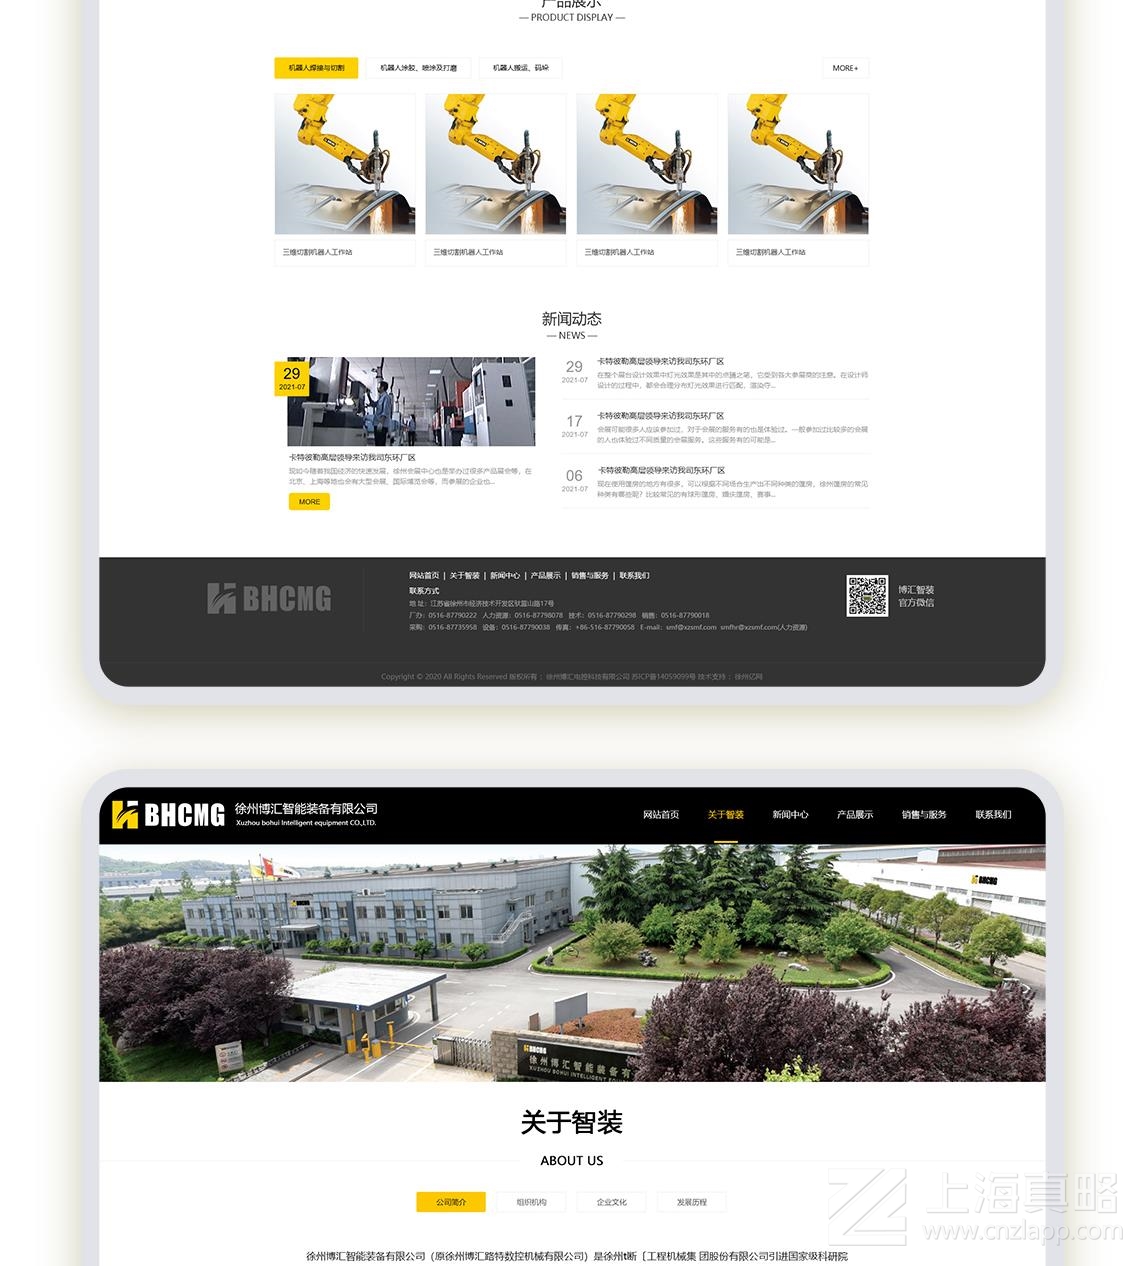 产品展示
— PRODUCT DISPLAY —
机器人焊接与切割 机器人涂胶、喷涂及打磨 机器人搬运、码垛 MORE+
三维切割机器人工作站 三维切割机器人工作站 三维切割机器人工作站 三维切割机器人工作站
新闻动态
— NEWS —
29
2021-07
卡特彼勒高层领导来访我司东环厂区
现如今随着我国经济的快速发展，徐州会展中心也是举办过很多产品展会等，在
北京、上海等地也会有大型会展、国际博览会等，而参展的企业也...
MORE
29
2021-07
卡特彼勒高层领导来访我司东环厂区
在整个展台设计效果中灯光效果是其中的点睛之笔，它受到各大参展商的注意。在设计师
设计的过程中，都会合理分布灯光效果进行匹配，渲染夺...
17
2021-07
卡特彼勒高层领导来访我司东环厂区
会展可能很多人应该参加过，对于会展的服务有的也是体验过。一般参加过比较多的会展
的人也体验过不同质量的会展服务。这些服务有的可能是...
06
2021-07
卡特彼勒高层领导来访我司东环厂区
现在使用篷房的地方有很多，可以根据不同场合生产出不同种类的篷房，徐州篷房的常见
种类有哪些呢？比较常见的有球形篷房、婚庆篷房、赛事...
BHCMG
网站首页 | 关于智装 | 新闻中心 | 产品展示 | 销售与服务 | 联系我们
联系方式
地 址：江苏省徐州市经济技术开发区驮蓝山路17号
厂办：0516-87790222 人力资源：0516-87798078 技术：0516-87790298 销售：0516-87790018
采购：0516-87735958 设备：0516-87790038 传真：+86-516-87790058 E-mail：smf@xzsmf.com smfhr@xzsmf.com(人力资源)
博汇智装
官方微信
Copyright © 2020 All Rights Reserved 版权所有：徐州博汇电控科技有限公司 苏ICP备14059099号 技术支持：徐州亿网
BHCMG 徐州博汇智能装备有限公司
Xuzhou bohui Intelligent equipment CO.,LTD.
网站首页 关于智装 新闻中心 产品展示 销售与服务 联系我们
BHCMG
BHCMG
BHCMG
徐州博汇智能装备有
XUZHOU BOHUI INTELLIGENT EQUIPMENT
关于智装
ABOUT US
公司简介 组织机构 企业文化 发展历程
上海真略
www.cnzlapp.com
徐州博汇智能装备有限公司（原徐州博汇路特数控机械有限公司）是徐州t断〔工程机械集 团股份有限公司引进国家级科研院